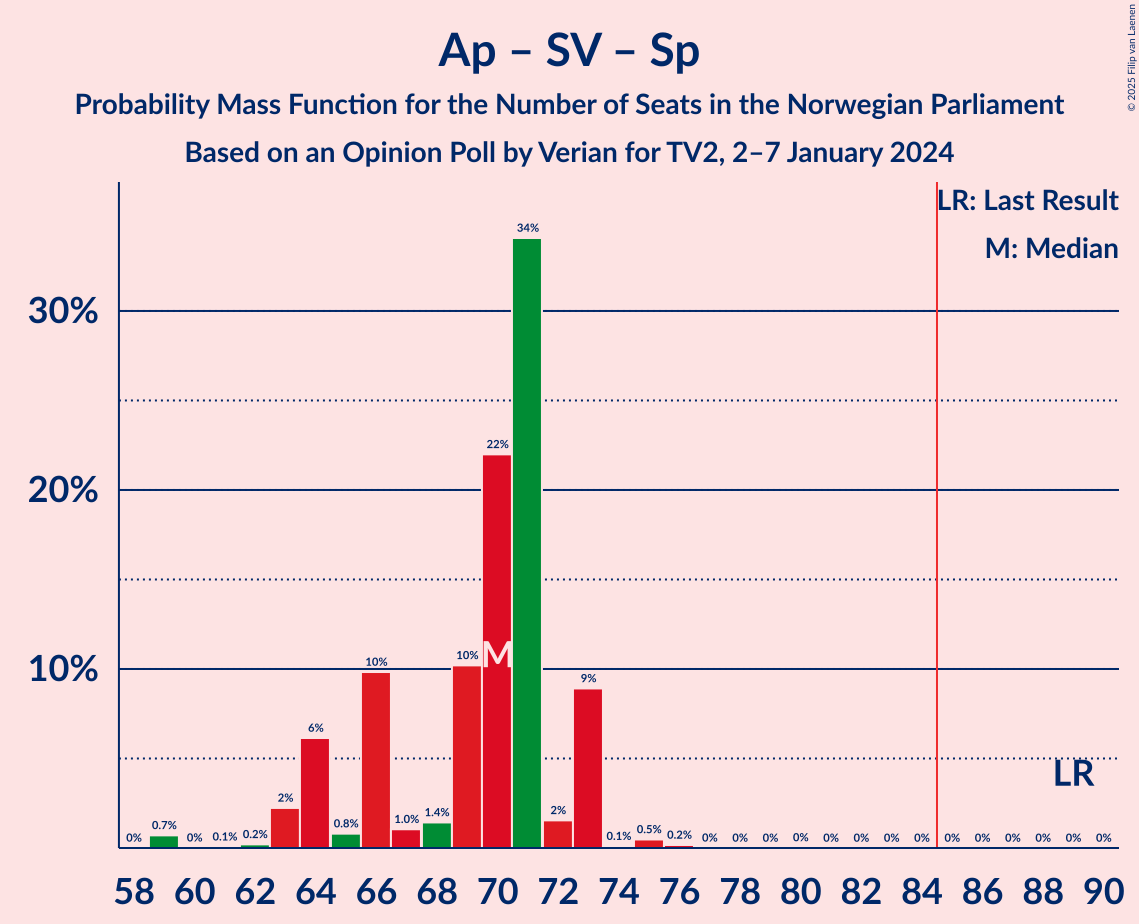 Ap – SV – Sp
Probability Mass Function for the Number of Seats in the Norwegian Parliament
Based on an Opinion Poll by Verian for TV2, 2–7 January 2024
© 2025 Filip van Laenen
LR: Last Result
M: Median
34%
30%
22%
20%
10% 10% M
10%
9%
6%
LR
2% 2%
0% 0.7% 0% 0.1% 0.2% 0.8% 1.0% 1.4% 0.1% 0.5% 0.2% 0% 0% 0% 0% 0% 0% 0% 0% 0% 0% 0% 0% 0% 0%
58 60 62 64 66 68 70 72 74 76 78 80 82 84 86 88 90